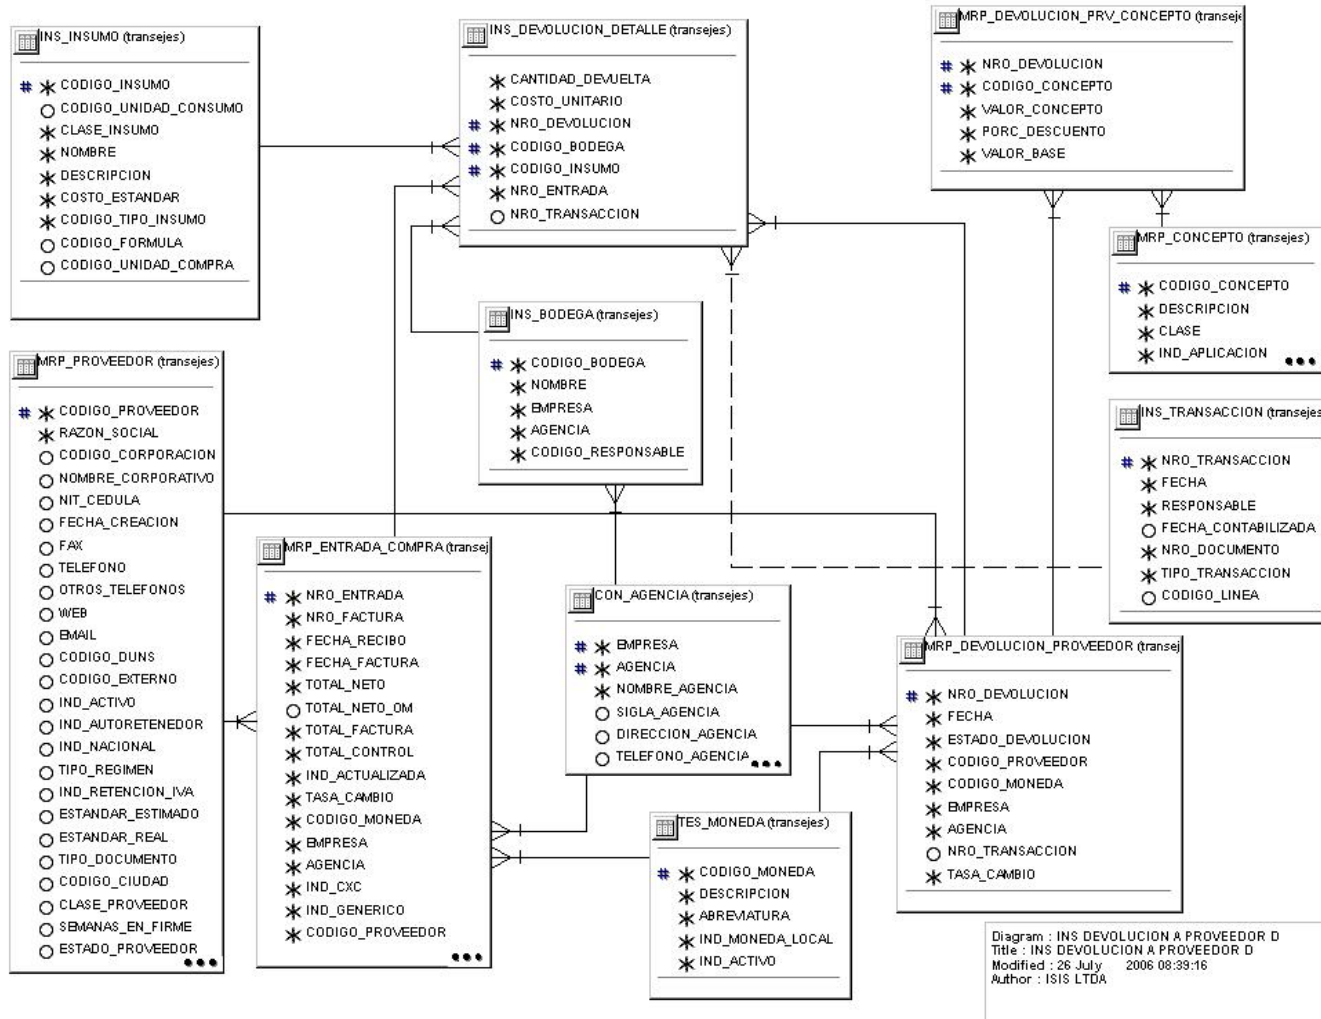 INS_INSUMO (transejes)
# * CODIGO_INSUMO
O CODIGO_UNIDAD_CONSUMO
* CLASE_INSUMO
* NOMBRE
* DESCRIPCION
* COSTO_ESTANDAR
* CODIGO_TIPO_INSUMO
O CODIGO_FORMULA
O CODIGO_UNIDAD_COMPRA
INS_DEVOLUCION_DETALLE (transejes)
* CANTIDAD_DEVUELTA
* COSTO_UNITARIO
# * NRO_DEVOLUCION
# * CODIGO_BODEGA
# * CODIGO_INSUMO
* NRO_ENTRADA
O NRO_TRANSACCION
MRP_DEVOLUCION_PRV_CONCEPTO (transeje
# * NRO_DEVOLUCION
# * CODIGO_CONCEPTO
* VALOR_CONCEPTO
* PORC_DESCUENTO
* VALOR_BASE
MRP_CONCEPTO (transejes)
# * CODIGO_CONCEPTO
* DESCRIPCION
* CLASE
* IND_APLICACION
INS_BODEGA (transejes)
# * CODIGO_BODEGA
* NOMBRE
* EMPRESA
* AGENCIA
* CODIGO_RESPONSABLE
MRP_PROVEEDOR (transejes)
# * CODIGO_PROVEEDOR
* RAZON_SOCIAL
O CODIGO_CORPORACION
O NOMBRE_CORPORATIVO
O NIT_CEDULA
O FECHA_CREACION
O FAX
O TELEFONO
O OTROS_TELEFONOS
O WEB
O EMAIL
O CODIGO_DUNS
O CODIGO_EXTERNO
O IND_ACTIVO
O IND_AUTORETENEDOR
O IND_NACIONAL
O TIPO_REGIMEN
O IND_RETENCION_IVA
O ESTANDAR_ESTIMADO
O ESTANDAR_REAL
O TIPO_DOCUMENTO
O CODIGO_CIUDAD
O CLASE_PROVEEDOR
O SEMANAS_EN_FIRME
O ESTADO_PROVEEDOR
INS_TRANSACCION (transejes
# * NRO_TRANSACCION
* FECHA
* RESPONSABLE
O FECHA_CONTABILIZADA
* NRO_DOCUMENTO
* TIPO_TRANSACCION
O CODIGO_LINEA
MRP_ENTRADA_COMPRA (transej
# * NRO_ENTRADA
* NRO_FACTURA
* FECHA_RECIBO
* FECHA_FACTURA
* TOTAL_NETO
O TOTAL_NETO_OM
* TOTAL_FACTURA
* TOTAL_CONTROL
* IND_ACTUALIZADA
* TASA_CAMBIO
* CODIGO_MONEDA
* EMPRESA
* AGENCIA
* IND_CXC
* IND_GENERICO
* CODIGO_PROVEEDOR
CON_AGENCIA (transejes)
# * EMPRESA
# * AGENCIA
* NOMBRE_AGENCIA
O SIGLA_AGENCIA
O DIRECCION_AGENCIA
O TELEFONO_AGENCIA
MRP_DEVOLUCION_PROVEEDOR (transej
# * NRO_DEVOLUCION
* FECHA
* ESTADO_DEVOLUCION
* CODIGO_PROVEEDOR
* CODIGO_MONEDA
* EMPRESA
* AGENCIA
O NRO_TRANSACCION
* TASA_CAMBIO
TES_MONEDA (transejes)
# * CODIGO_MONEDA
* DESCRIPCION
* ABREVIATURA
* IND_MONEDA_LOCAL
* IND_ACTIVO
Diagram : INS DEVOLUCION A PROVEEDOR D
Title : INS DEVOLUCION A PROVEEDOR D
Modified : 26 July 2006 08:39:16
Author : ISIS LTDA